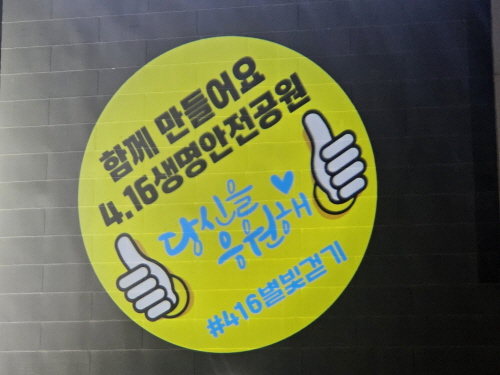 함께 만들어요
4.16생명안전공원
당신을
응원해
#416별빛걷기